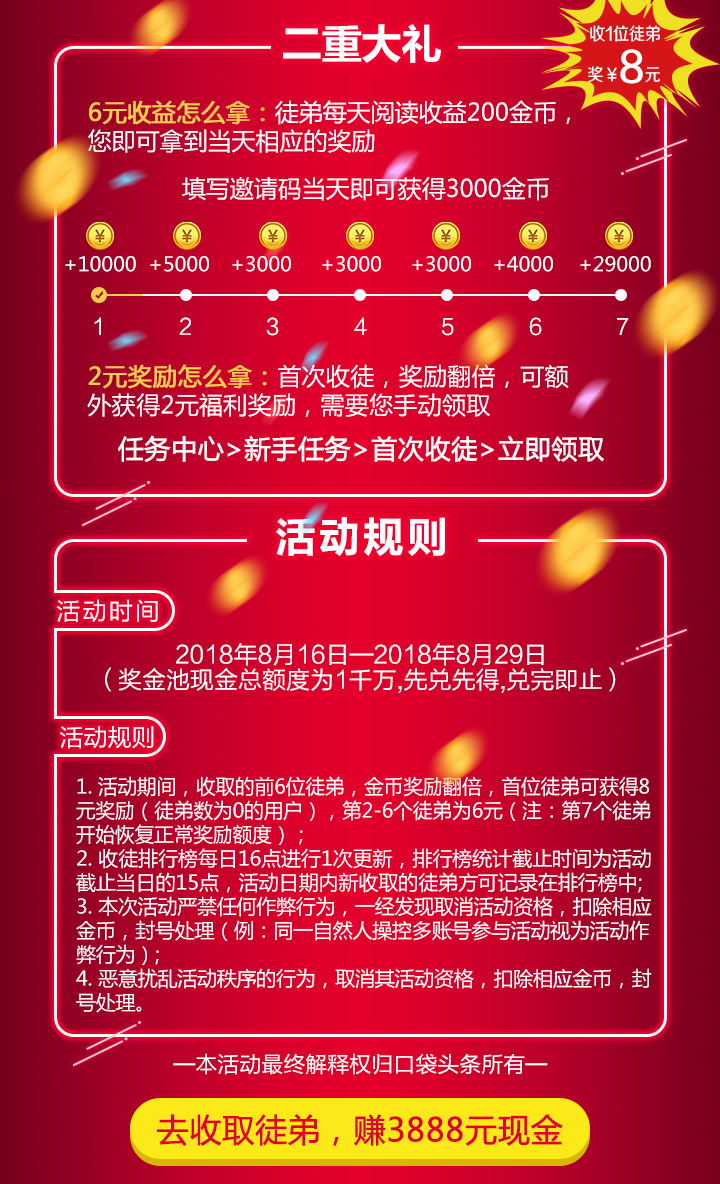 二重大礼
收1位徒弟
奖¥8元
6元收益怎么拿：徒弟每天阅读收益200金币，
您即可拿到当天相应的奖励
填写邀请码当天即可获得3000金币
¥ ¥ ¥ ¥ ¥ ¥ ¥
+10000 +5000 +3000 +3000 +3000 +4000 +29000
1 2 3 4 5 6 7
2元奖励怎么拿：首次收徒，奖励翻倍，可额
外获得2元福利奖励，需要您手动领取
任务中心>新手任务>首次收徒>立即领取
活动规则
活动时间
2018年8月16日—2018年8月29日
（奖金池现金总额度为1千万,先兑先得,兑完即止）
活动规则
1. 活动期间，收取的前6位徒弟，金币奖励翻倍，首位徒弟可获得8
元奖励（徒弟数为0的用户），第2-6个徒弟为6元（注：第7个徒弟
开始恢复正常奖励额度）；
2. 收徒排行榜每日16点进行1次更新，排行榜统计截止时间为活动
截止当日的15点，活动日期内新收取的徒弟方可记录在排行榜中;
3. 本次活动严禁任何作弊行为，一经发现取消活动资格，扣除相应
金币，封号处理（例：同一自然人操控多账号参与活动视为活动作
弊行为）;
4. 恶意扰乱活动秩序的行为，取消其活动资格，扣除相应金币，封
号处理。
—本活动最终解释权归口袋头条所有—
去收取徒弟，赚3888元现金